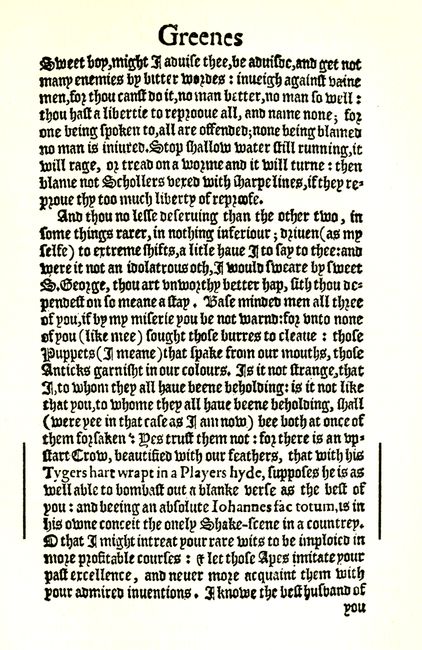 Greenes
Sweet boy,might I aduise thee,be aduisde,and get not
many enemies by bitter wordes : inueigh against vaine
men,for thou canst do it,no man better,no man so well :
thou hast a libertie to reprooue all, and name none; for
one being spoken to,all are offended;none being blamed
no man is iniured.Stop shallow water still running,it
will rage, or tread on a worme and it will turne : then
blame not Schollers vexed with sharpe lines,if they re-
proue thy too much liberty of reproofe.
And thou no lesse deseruing than the other two, in
some things rarer, in nothing inferiour ; driuen(as my
selfe) to extreme shifts,a litle haue I to say to thee:and
were it not an idolatrous oth,I would sweare by sweet
S.George, thou art vnworthy better hap, sith thou de-
pendest on so meane a stay . Base minded men all three
of you,if by my miserie you be not warnd:for vnto none
of you (like mee) sought those burres to cleaue : those
Puppets(I meane)that spake from our mouths, those
Anticks garnisht in our colours. Is it not strange,that
I,to whom they all haue beene beholding: is it not like
that you,to whome they all haue beene beholding, shall
(were yee in that case as I am now) bee both at once of
them forsaken ? Yes trust them not : for there is an vp-
start Crow, beautified with our feathers, that with his
Tygers hart wrapt in a Players hyde, supposes he is as
well able to bombast out a blanke verse as the best of
you : and beeing an absolute Iohannes fac totum,is in
his owne conceit the onely Shake-scene in a countrey.
O that I might intreat your rare wits to be imploied in
more profitable courses : & let those Apes imitate your
past excellence, and neuer more acquaint them with
your admired inuentions . I knowe the best husband of
you